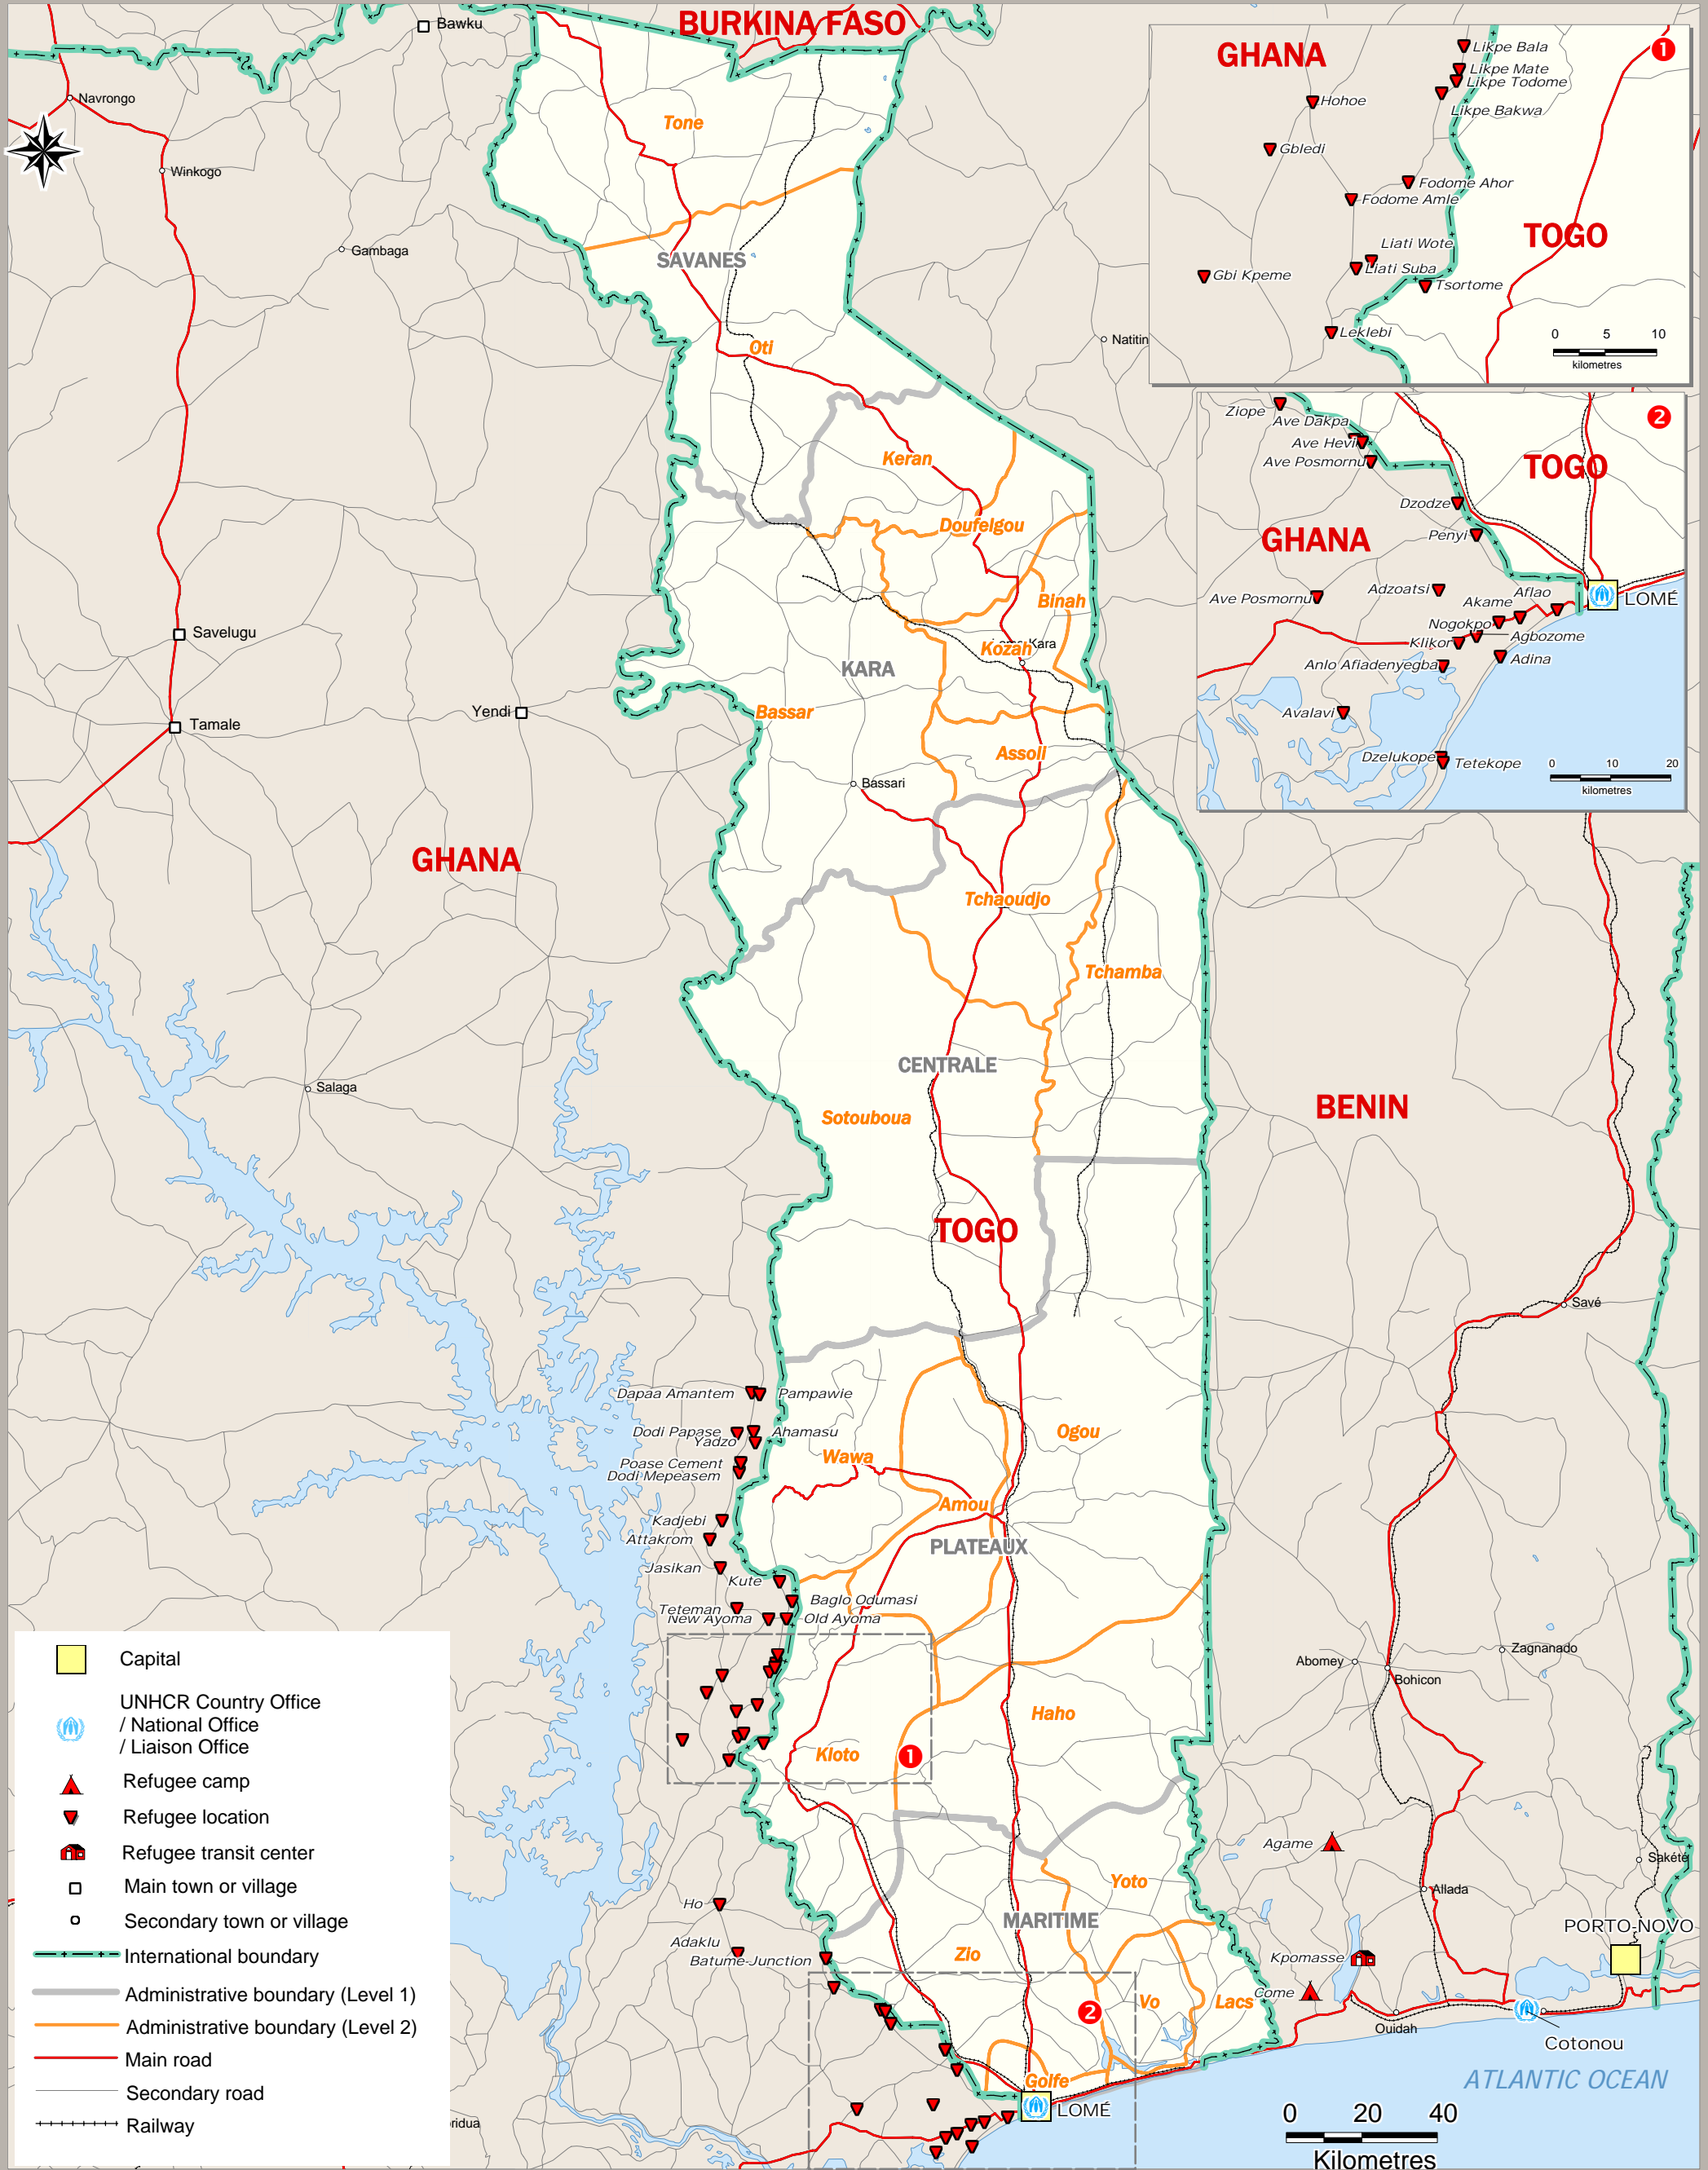 BURKINA FASO
Bawku
Navrongo
Winkogo
Gambaga
Tone
SAVANES
Oti
Natitin
GHANA
1
Likpe Bala
Likpe Mate
Likpe Todome
Likpe Bakwa
Hohoe
Gbledi
Fodome Ahor
Fodome Amle
TOGO
Liati Wote
Liati Suba
Gbi Kpeme
Tsortome
Leklebi
0 5 10
kilometres
2
Ziope
Ave Dakpa
Ave Hevi
Ave Posmornu
TOGO
Dzodze
GHANA
Penyi
Ave Posmornu
Adzoatsi
Akame
Aflao
LOMÉ
Nogokpo
Klikor
Agbozome
Anlo Afiadenyegba
Adina
Avalavi
Dzelukope
Tetekope
0 10 20
kilometres
Keran
Doufelgou
Binah
Savelugu
Kozah
Kara
KARA
Tamale
Yendi
Bassar
Assoli
Bassari
GHANA
Tchaoudjo
Tchamba
CENTRALE
Salaga
Sotouboua
BENIN
TOGO
Savé
Dapaa Amantem
Pampawie
Dodi Papase
Ahamasu
Yadzo
Poase Cement
Dodi Mepeasem
Wawa
Ogou
Amou
Kadjebi
Attakrom
PLATEAUX
Jasikan
Kute
Baglo Odumasi
Teteman
New Ayoma
Old Ayoma
Zagnanado
Abomey
Bohicon
Haho
Kloto
1
Agame
Sakété
Yoto
Allada
Ho
MARITIME
PORTO-NOVO
Adaklu
Batume-Junction
Zio
Kpomasse
Come
2
Vo
Lacs
Ouidah
Cotonou
Golfe
LOMÉ
ATLANTIC OCEAN
ridua
0 20 40
Kilometres
Capital
UNHCR Country Office
/ National Office
/ Liaison Office
Refugee camp
Refugee location
Refugee transit center
Main town or village
Secondary town or village
International boundary
Administrative boundary (Level 1)
Administrative boundary (Level 2)
Main road
Secondary road
Railway